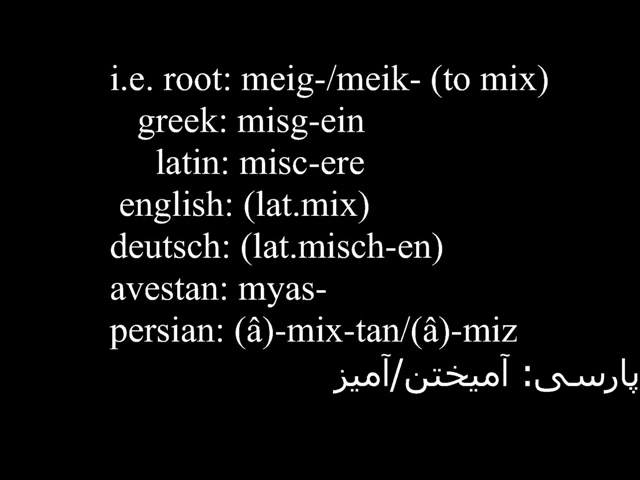 i.e. root: meig-/meik- (to mix)
greek: misg-ein
latin: misc-ere
english: (lat.mix)
deutsch: (lat.misch-en)
avestan: myas-
persian: (â)-mix-tan/(â)-miz
پارسی: آمیختن/آمیز